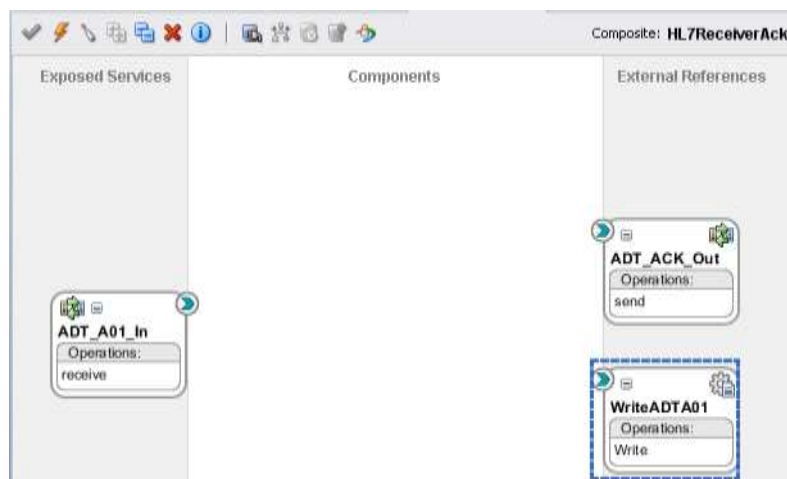 Composite: HL7ReceiverAck
Exposed Services
Components
External References
ADT_ACK_Out
Operations:
send
ADT_A01_In
Operations:
receive
WriteADTA01
Operations:
Write